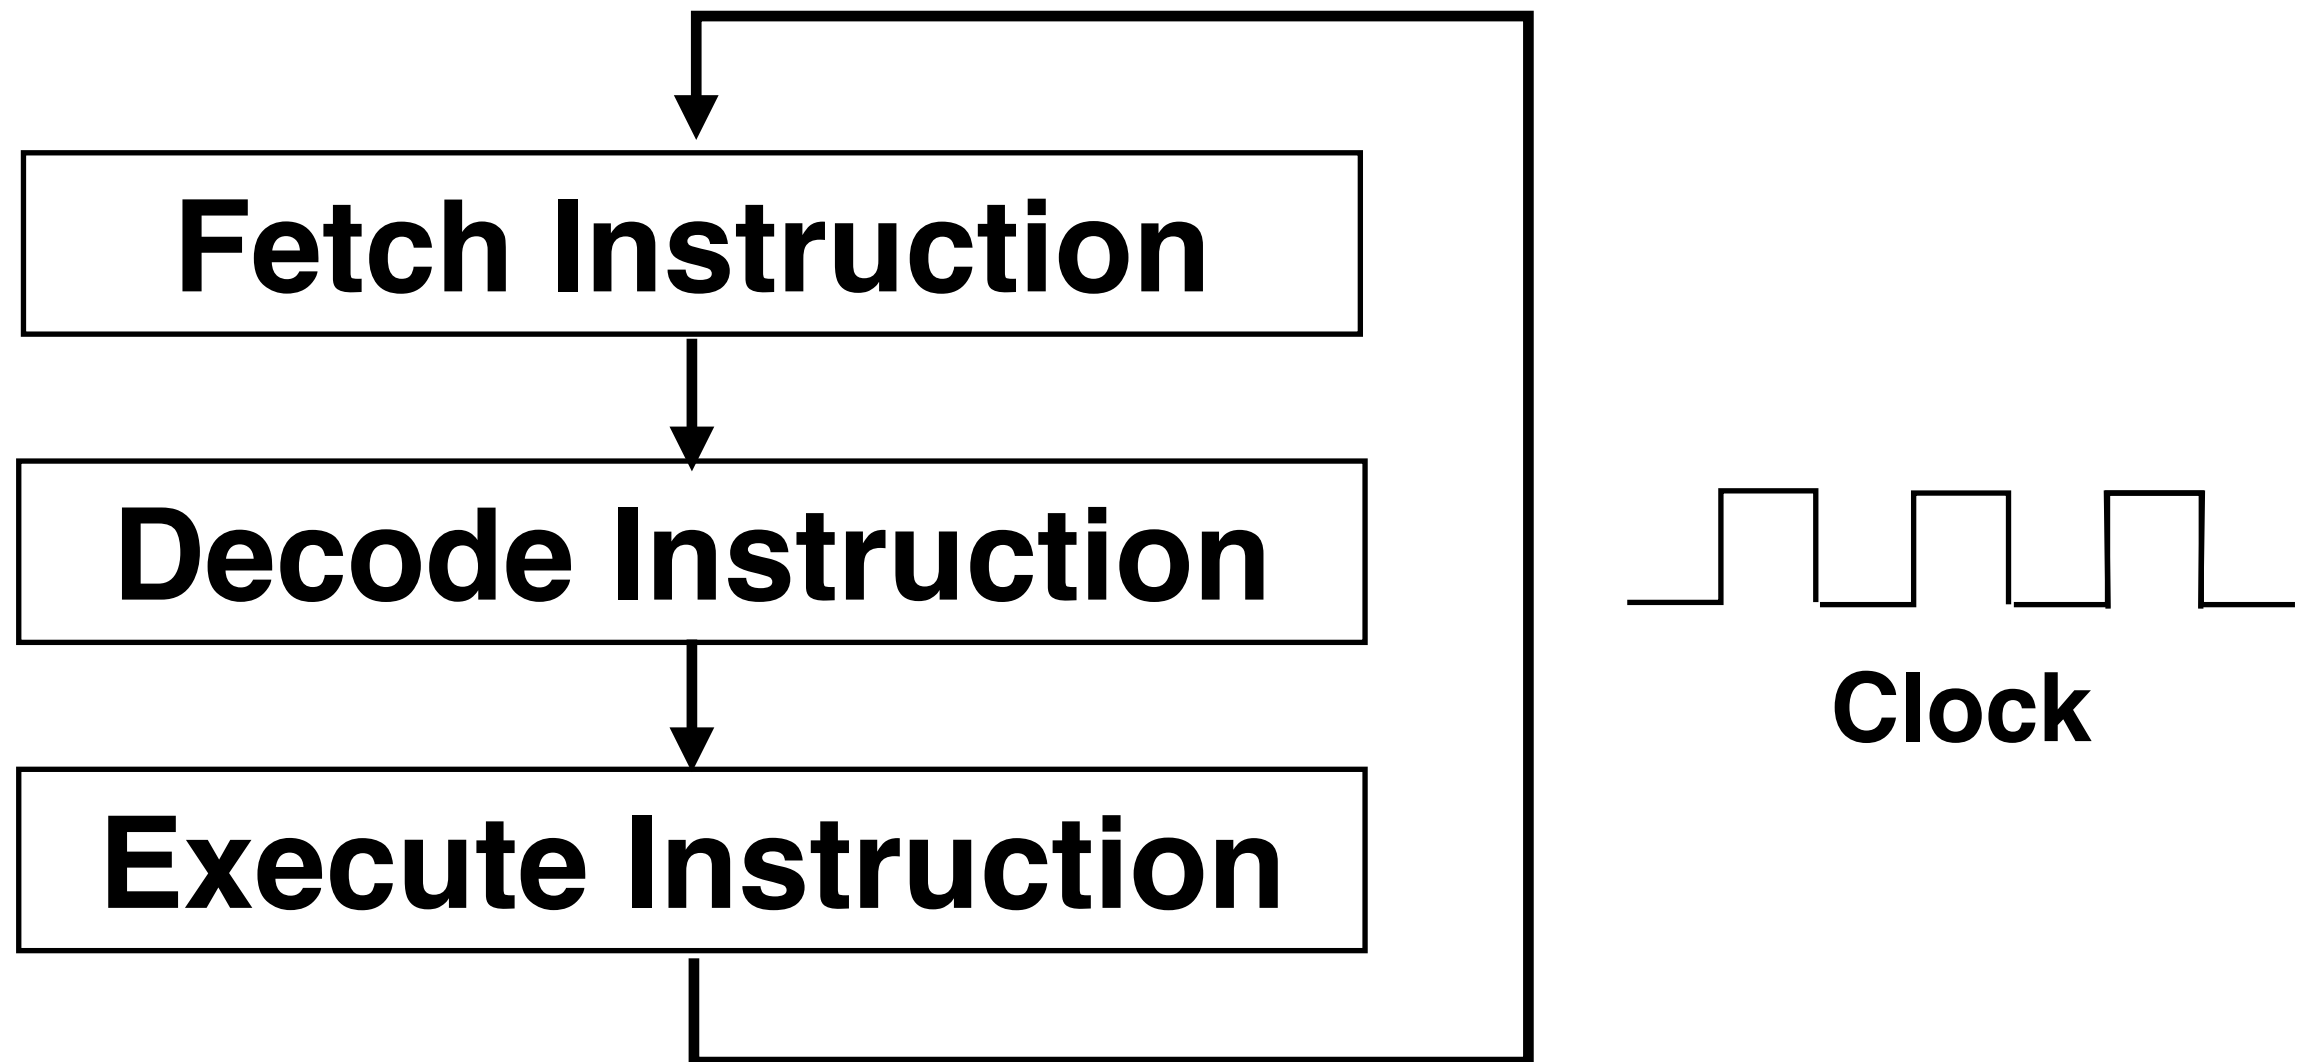 Fetch Instruction
Decode Instruction
Execute Instruction
Clock